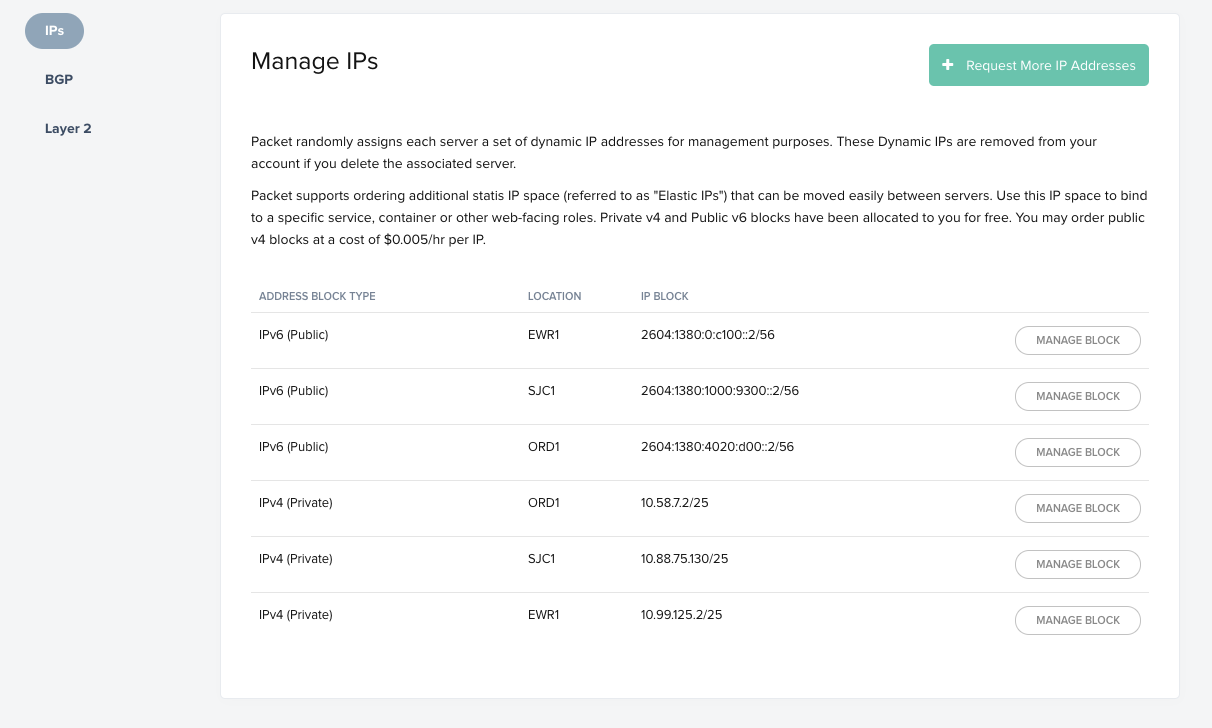 IPs
BGP
Layer 2
Manage IPs
Request More IP Addresses
Packet randomly assigns each server a set of dynamic IP addresses for management purposes. These Dynamic IPs are removed from your
account if you delete the associated server.
Packet supports ordering additional statis IP space (referred to as "Elastic IPs") that can be moved easily between servers. Use this IP space to bind
to a specific service, container or other web-facing roles. Private v4 and Public v6 blocks have been allocated to you for free. You may order public
v4 blocks at a cost of $0.005/hr per IP.
ADDRESS BLOCK TYPE LOCATION IP BLOCK
IPv6 (Public) EWR1 2604:1380:0:c100::2/56 MANAGE BLOCK
IPv6 (Public) SJC1 2604:1380:1000:9300::2/56 MANAGE BLOCK
IPv6 (Public) ORD1 2604:1380:4020:d00::2/56 MANAGE BLOCK
IPv4 (Private) ORD1 10.58.7.2/25 MANAGE BLOCK
IPv4 (Private) SJC1 10.88.75.130/25 MANAGE BLOCK
IPv4 (Private) EWR1 10.99.125.2/25 MANAGE BLOCK